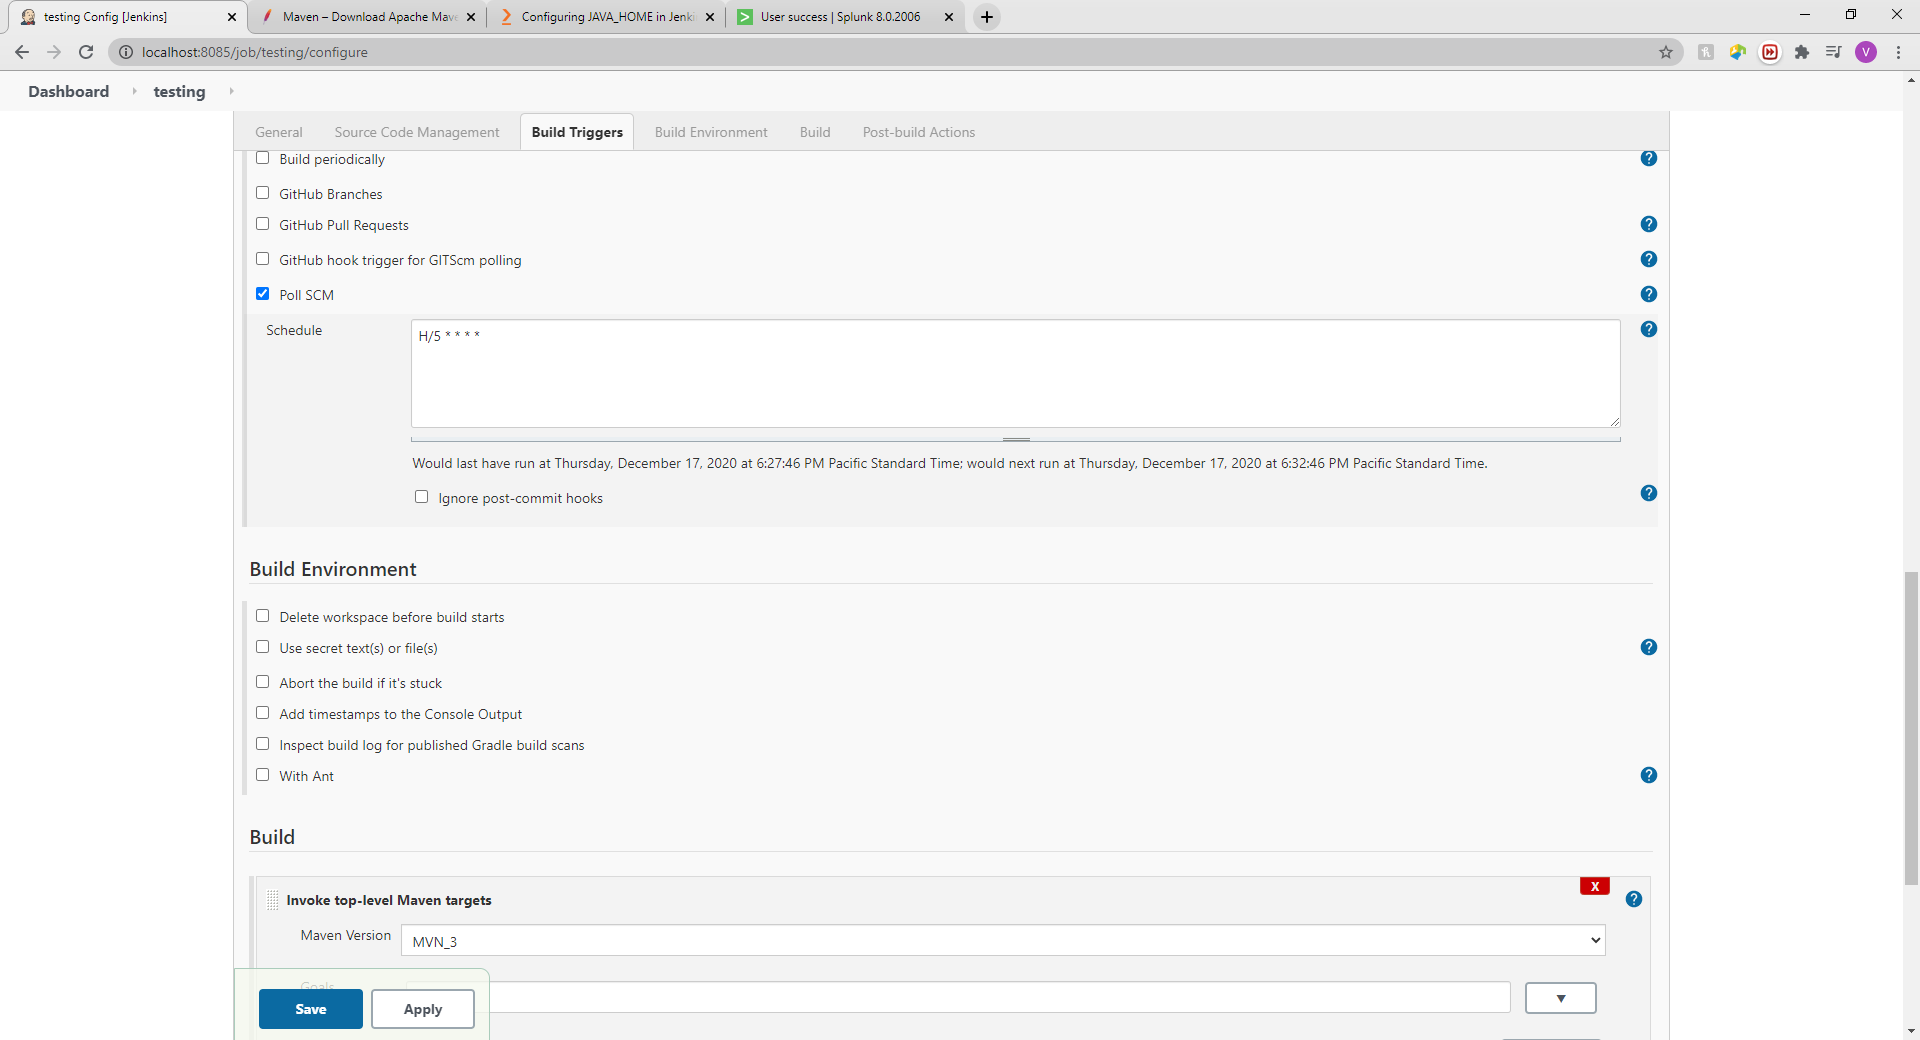 testing Config [Jenkins]
Maven – Download Apache Mave
Configuring JAVA_HOME in Jenki
User success | Splunk 8.0.2006
localhost:8085/job/testing/configure
V
Dashboard
testing
General
Source Code Management
Build Triggers
Build Environment
Build
Post-build Actions
Build periodically
?
GitHub Branches
GitHub Pull Requests
?
GitHub hook trigger for GITScm polling
?
Poll SCM
?
Schedule
H/5 * * * *
?
Would last have run at Thursday, December 17, 2020 at 6:27:46 PM Pacific Standard Time; would next run at Thursday, December 17, 2020 at 6:32:46 PM Pacific Standard Time.
Ignore post-commit hooks
?
Build Environment
Delete workspace before build starts
Use secret text(s) or file(s)
?
Abort the build if it's stuck
Add timestamps to the Console Output
Inspect build log for published Gradle build scans
With Ant
?
Build
X
Invoke top-level Maven targets
?
Maven Version
MVN_3
Goals
Save
Apply